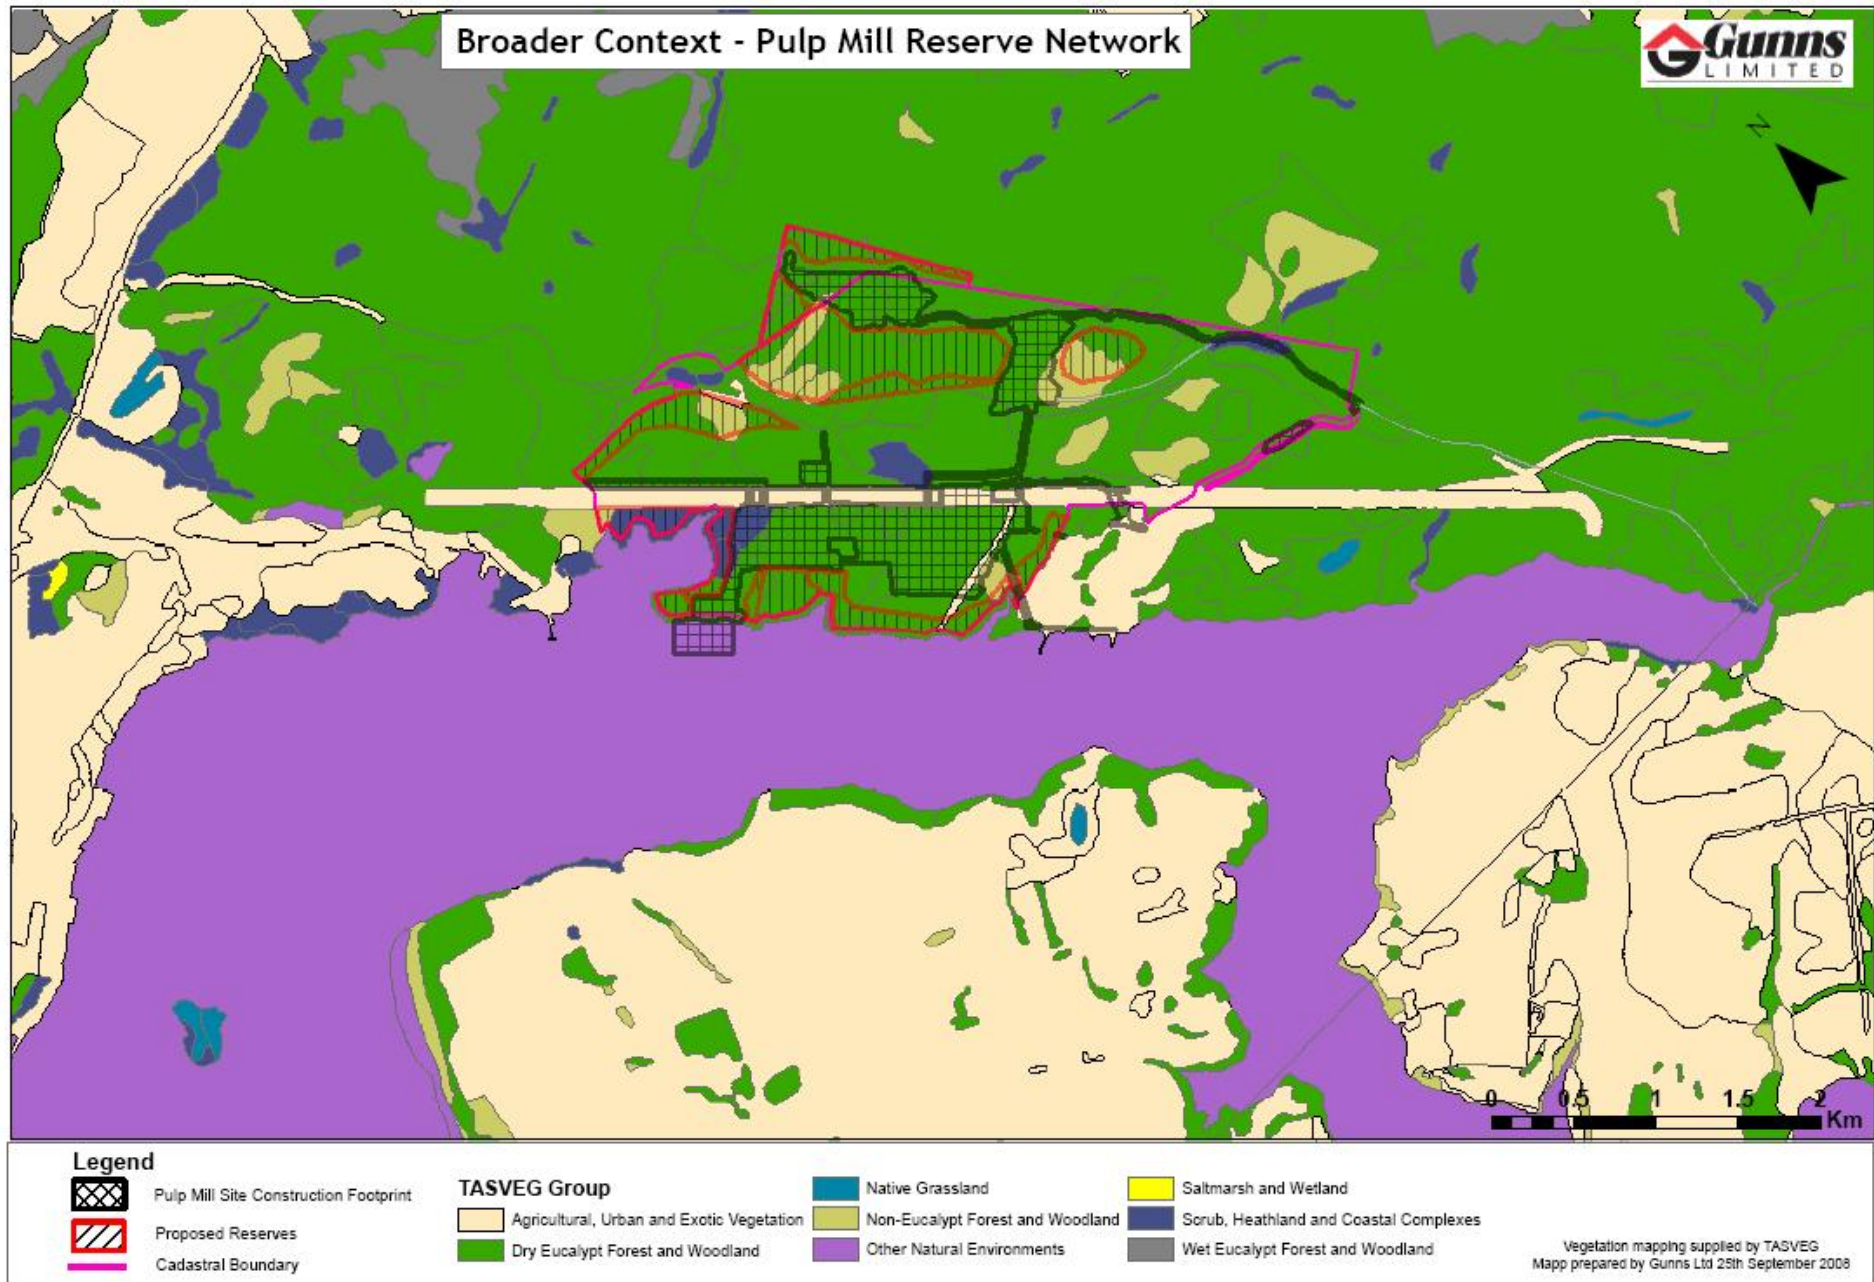 Broader Context - Pulp Mill Reserve Network
Gunns
LIMITED
N
0 0.5 1 1.5 2
Km
Legend
Pulp Mill Site Construction Footprint
Proposed Reserves
Cadastral Boundary
TASVEG Group
Agricultural, Urban and Exotic Vegetation
Dry Eucalypt Forest and Woodland
Native Grassland
Non-Eucalypt Forest and Woodland
Other Natural Environments
Saltmarsh and Wetland
Scrub, Heathland and Coastal Complexes
Wet Eucalypt Forest and Woodland
Vegetation mapping supplied by TASVEG
Mapp prepared by Gunns Ltd 25th September 2008